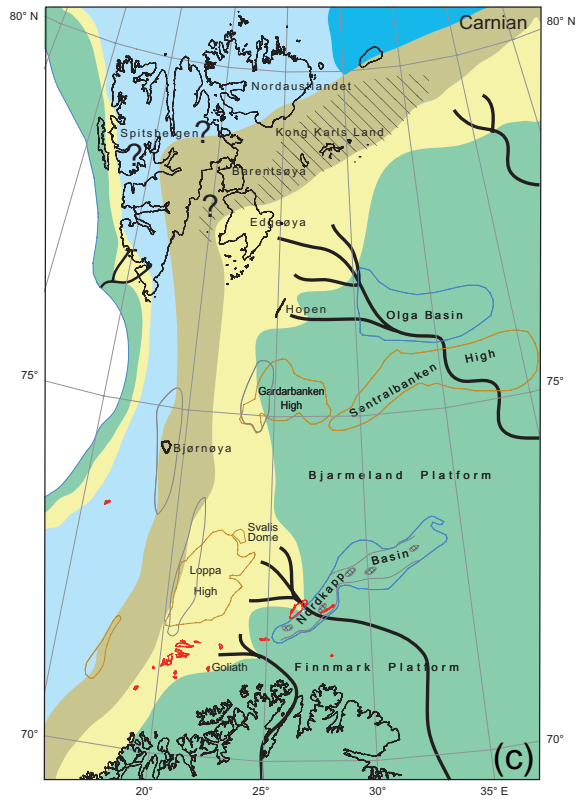 80° N
Carnian
80° N
Nordaustlandet
Spitsbergen
?
Kong Karls Land
?
Barentsøya
?
Edgeøya
Hopen
Olga Basin
75°
High
75°
Gardarbanken
High
Sentralbanken
Bjørnøya
Bjarmeland Platform
Svalis
Dome
Basin
Loppa
High
Nordkapp
Goliath
Finnmark Platform
70°
(c)
70°
20°
25°
30°
35° E